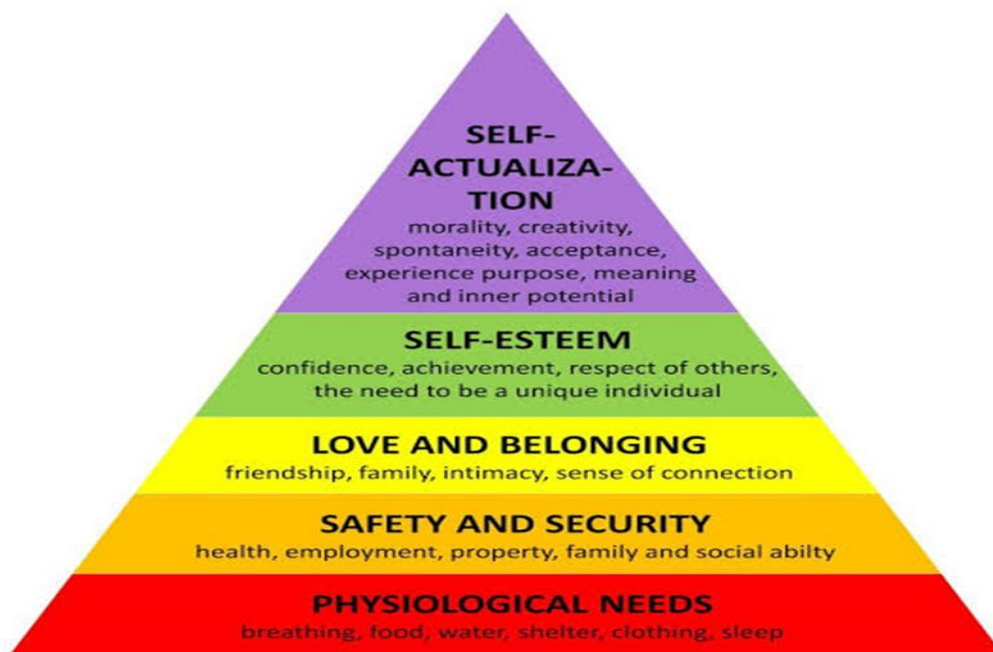 SELF-
ACTUALIZA-
TION
morality, creativity,
spontaneity, acceptance,
experience purpose, meaning
and inner potential
SELF-ESTEEM
confidence, achievement, respect of others,
the need to be a unique individual
LOVE AND BELONGING
friendship, family, intimacy, sense of connection
SAFETY AND SECURITY
health, employment, property, family and social abilty
PHYSIOLOGICAL NEEDS
breathing, food, water, shelter, clothing, sleep